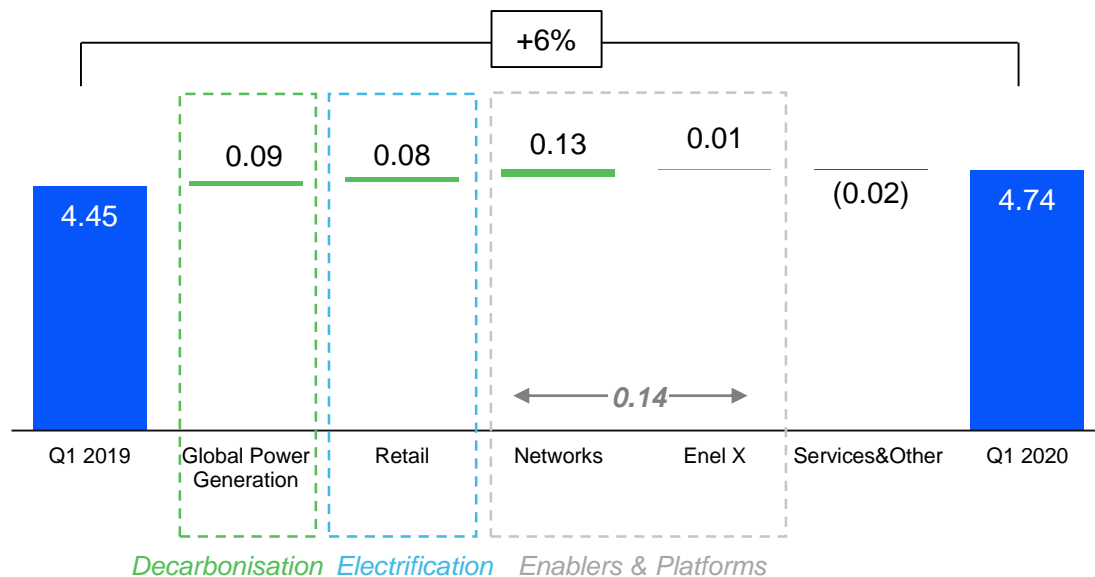 +6%
4.45
0.09
0.08
0.13
0.01
(0.02)
4.74
0.14
Q1 2019
Global Power
Generation
Retail
Networks
Enel X
Services&Other
Q1 2020
Decarbonisation
Electrification
Enablers & Platforms